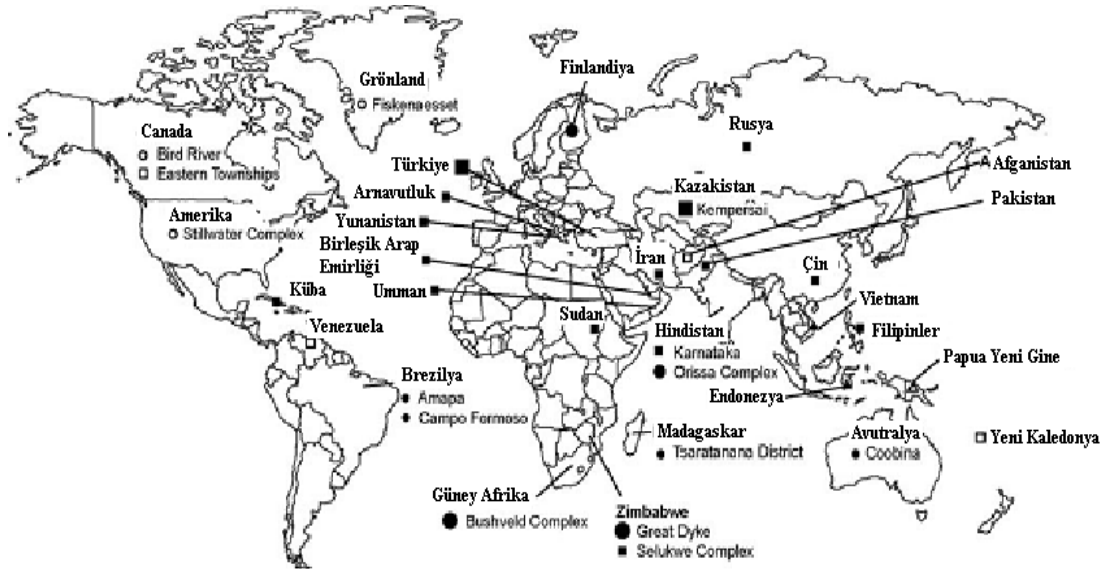 Finlandiya
Grönland
Fiskenaesset
Rusya
Canada
Bird River
Eastern Townships
Türkiye
Afganistan
Arnavutluk
Kazakistan
Kempersai
Pakistan
Amerika
Stillwater Complex
Yunanistan
Birleşik Arap
Emirliği
İran
Çin
Küba
Umman
Vietnam
Venezuela
Sudan
Hindistan
Karnataka
Orissa Complex
Filipinler
Papua Yeni Gine
Brezilya
Amapa
Campo Formoso
Endonezya
Madagaskar
Tsaratanana District
Avutralya
Coobina
Yeni Kaledonya
Güney Afrika
Bushveld Complex
Zimbabwe
Great Dyke
Selukwe Complex